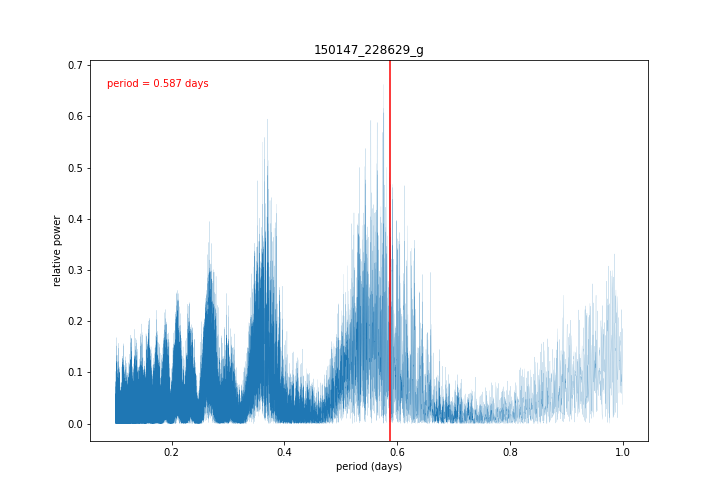 150147_228629_g
period = 0.587 days
relative power
0.7
0.6
0.5
0.4
0.3
0.2
0.1
0.0
0.2 0.4 0.6 0.8 1.0
period (days)